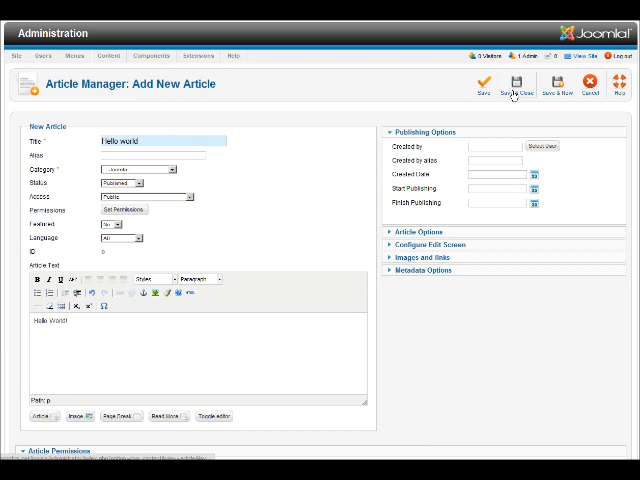 Administration
Joomla!
Site Users Menus Content Components Extensions Help
0 Visitors 1 Admin 0 View Site Log out
Article Manager: Add New Article
Save Save & Close Save & New Cancel Help
New Article
Title * Hello world
Alias
Category * Joomla!
Status Published
Access Public
Permissions Set Permissions
Featured No
Language All
ID 0
Article Text
B I U ABC Styles Paragraph
HTML
Hello World!
Path: p
Article Image Page Break Read More Toggle editor
Article Permissions
Publishing Options
Created by Select User
Created by alias
Created Date
Start Publishing
Finish Publishing
Article Options
Configure Edit Screen
Images and links
Metadata Options